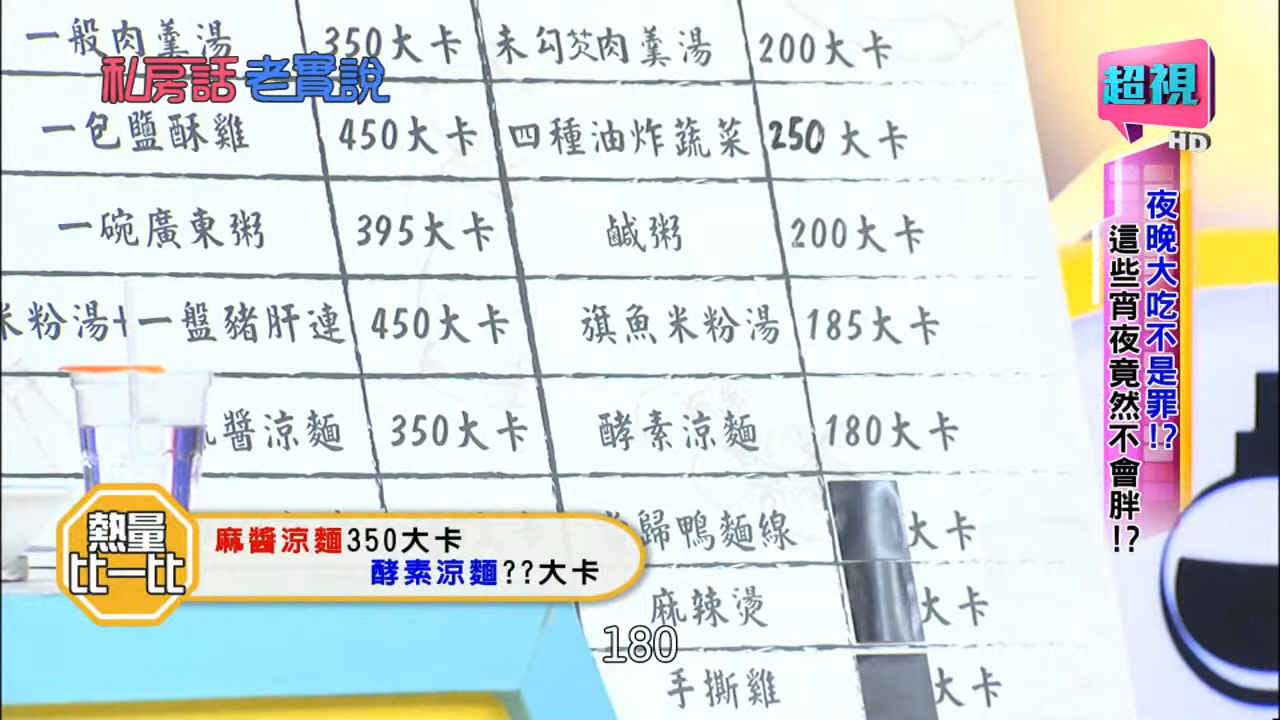 一般肉羹湯 350大卡 未勾芡肉羹湯 200大卡
私房話老實說
一包鹽酥雞 450大卡 四種油炸蔬菜 250大卡
一碗廣東粥 395大卡 鹹粥 200大卡
米粉湯+一盤豬肝連 450大卡 旗魚米粉湯 185大卡
醬涼麵 350大卡 酵素涼麵 180大卡
歸鴨麵線 大卡
麻辣燙 大卡
手撕雞 大卡
熱量
比一比
麻醬涼麵350大卡
酵素涼麵??大卡
180
超視
HD
夜晚大吃不是罪!?
這些宵夜竟然不會胖!?